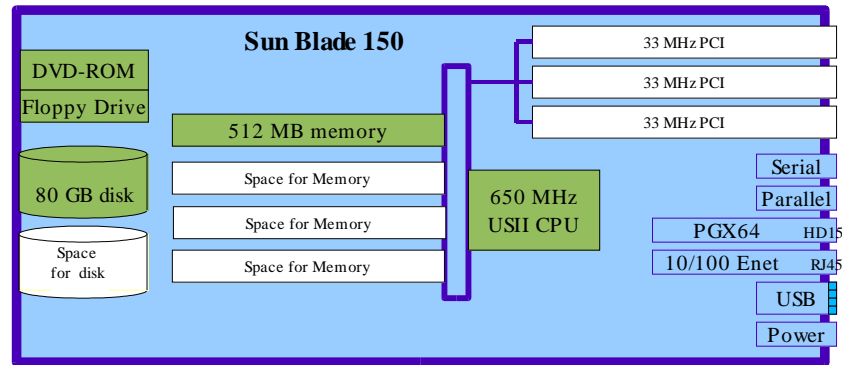 Sun Blade 150
DVD-ROM
Floppy Drive
80 GB disk
Space
for disk
512 MB memory
Space for Memory
Space for Memory
Space for Memory
650 MHz
USII CPU
33 MHz PCI
33 MHz PCI
33 MHz PCI
Serial
Parallel
PGX64 HD15
10/100 Enet RJ45
USB
Power